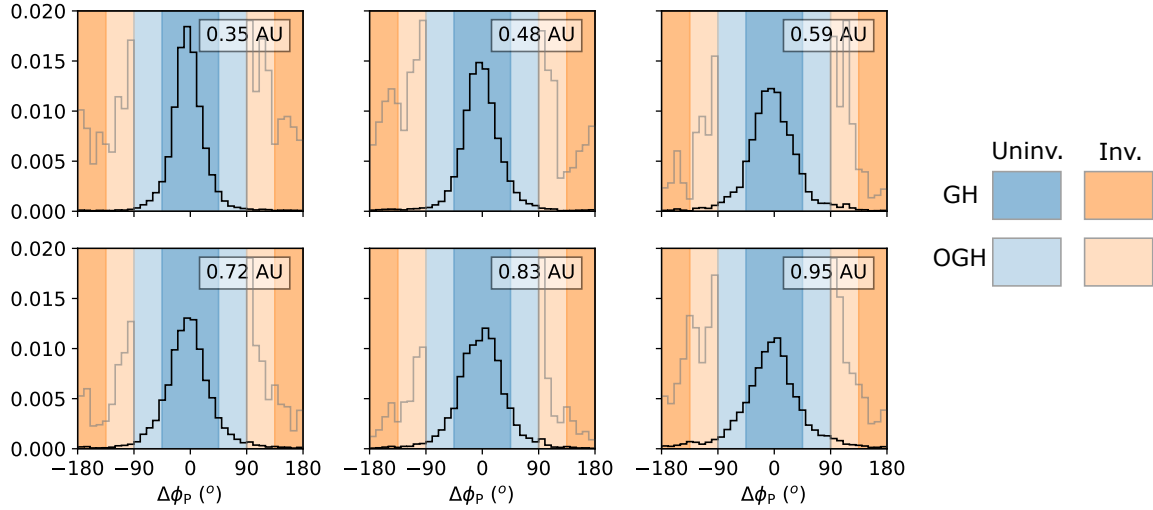 0.020
0.015
0.010
0.005
0.000
0.35 AU
0.48 AU
0.59 AU
0.020
0.015
0.010
0.005
0.000
0.72 AU
0.83 AU
0.95 AU
−180 −90 0 90 180
−180 −90 0 90 180
−180 −90 0 90 180
Δϕ_P (°)
Δϕ_P (°)
Δϕ_P (°)
Uninv. Inv.
GH
OGH